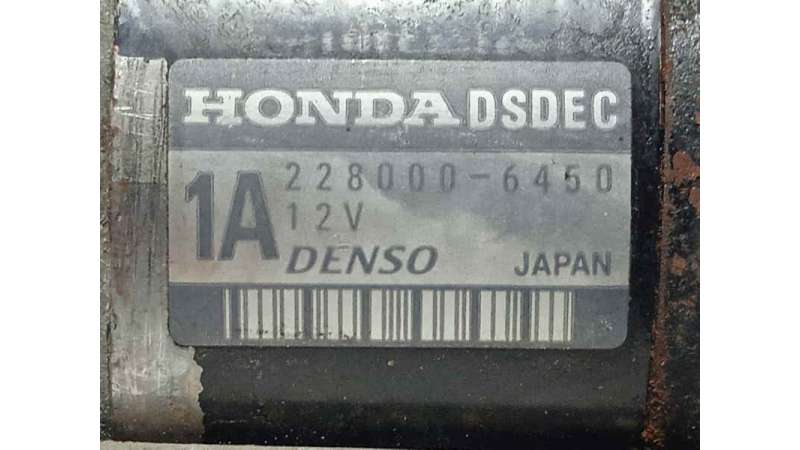 HONDA DSDEC
1A 228000-6450
12V
DENSO JAPAN